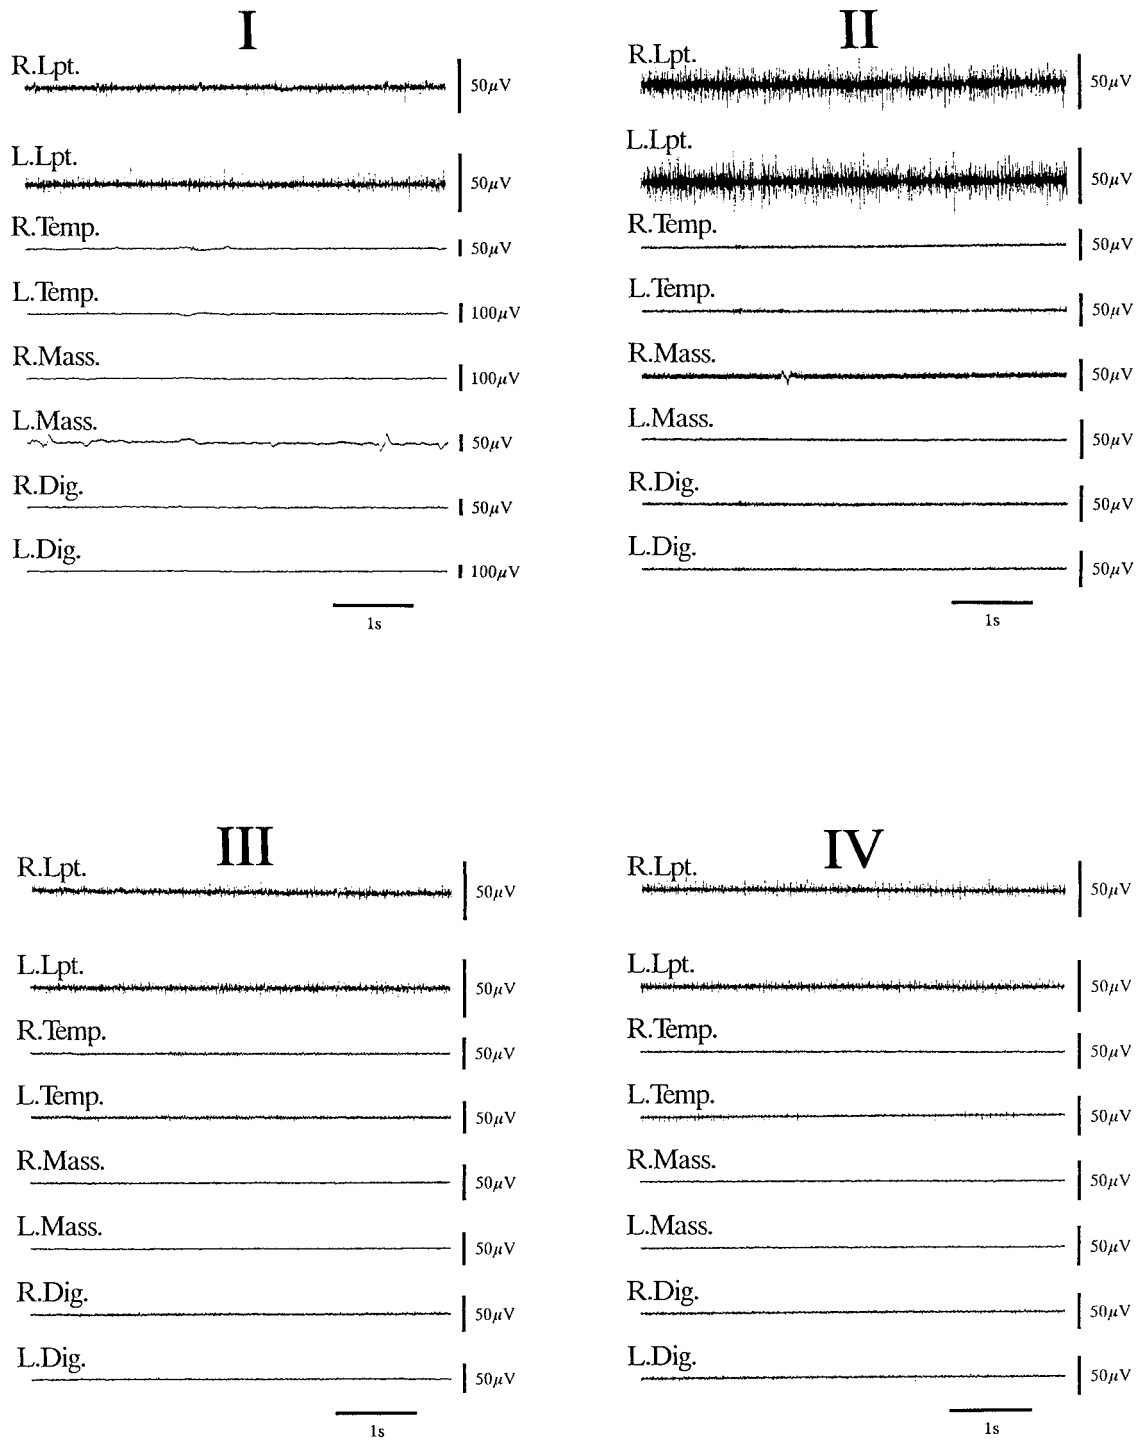 I
R.Lpt.
50μV
L.Lpt.
50μV
R.Temp.
50μV
L.Temp.
100μV
R.Mass.
100μV
L.Mass.
50μV
R.Dig.
50μV
L.Dig.
100μV
1s
II
R.Lpt.
50μV
L.Lpt.
50μV
R.Temp.
50μV
L.Temp.
50μV
R.Mass.
50μV
L.Mass.
50μV
R.Dig.
50μV
L.Dig.
50μV
1s
III
R.Lpt.
50μV
L.Lpt.
50μV
R.Temp.
50μV
L.Temp.
50μV
R.Mass.
50μV
L.Mass.
50μV
R.Dig.
50μV
L.Dig.
50μV
1s
IV
R.Lpt.
50μV
L.Lpt.
50μV
R.Temp.
50μV
L.Temp.
50μV
R.Mass.
50μV
L.Mass.
50μV
R.Dig.
50μV
L.Dig.
50μV
1s